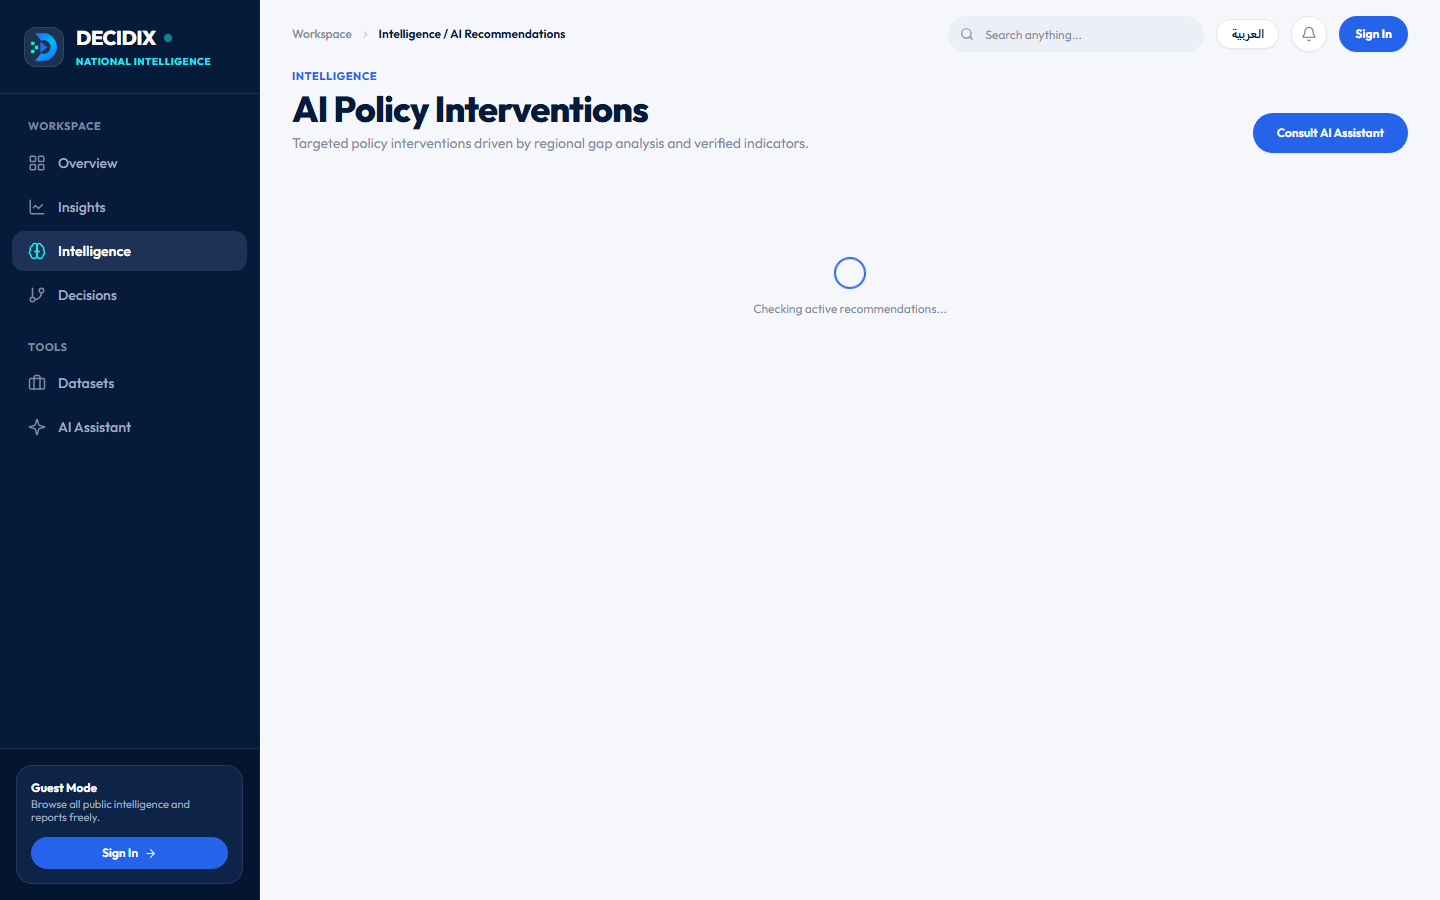 DECIDIX
NATIONAL INTELLIGENCE
WORKSPACE
Overview
Insights
Intelligence
Decisions
TOOLS
Datasets
AI Assistant
Guest Mode
Browse all public intelligence and
reports freely.
Sign In
Workspace
Intelligence / AI Recommendations
Search anything...
العربية
Sign In
INTELLIGENCE
AI Policy Interventions
Targeted policy interventions driven by regional gap analysis and verified indicators.
Consult AI Assistant
Checking active recommendations...